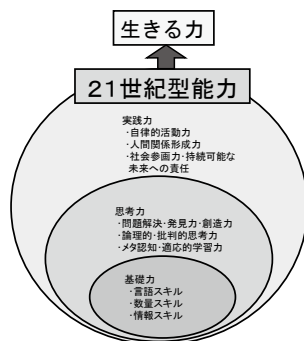 生きる力
21世紀型能力
実践力
・自律的活動力
・人間関係形成力
・社会参画力・持続可能な
未来への責任
思考力
・問題解決・発見力・創造力
・論理的・批判的思考力
・メタ認知・適応的学習力
基礎力
・言語スキル
・数量スキル
・情報スキル